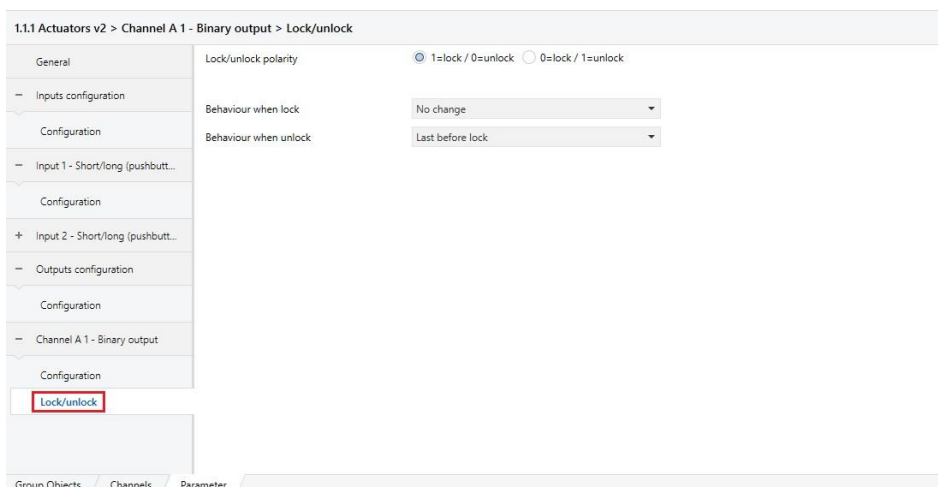 1.1.1 Actuators v2 > Channel A 1 - Binary output > Lock/unlock
General
− Inputs configuration
Configuration
− Input 1 - Short/long (pushbutt...
Configuration
+ Input 2 - Short/long (pushbutt...
− Outputs configuration
Configuration
− Channel A 1 - Binary output
Configuration
Lock/unlock
Lock/unlock polarity 1=lock / 0=unlock 0=lock / 1=unlock
Behaviour when lock No change
Behaviour when unlock Last before lock
Group Objects Channels Parameter